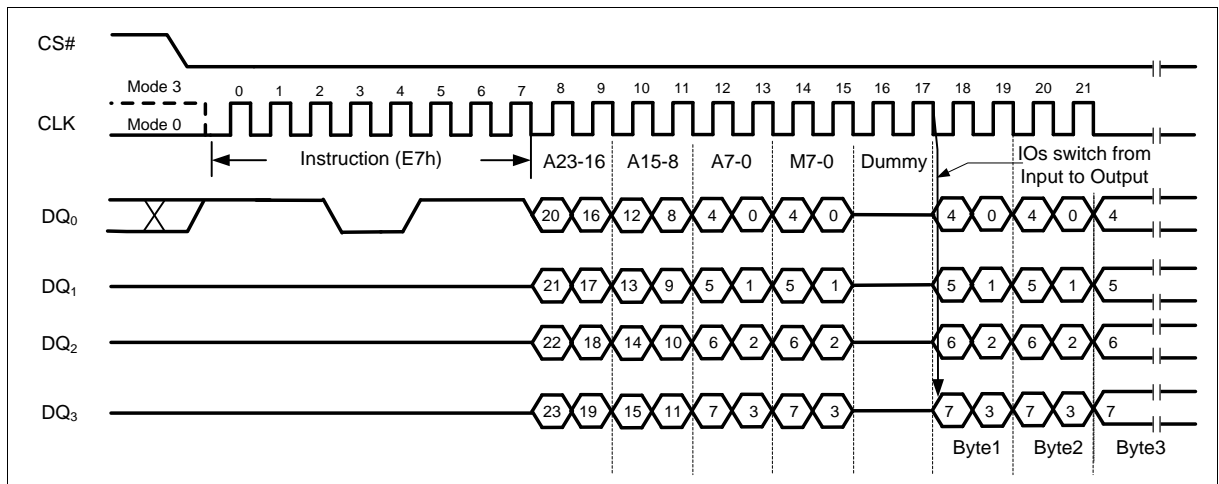 CS#
Mode 3
0 1 2 3 4 5 6 7 8 9 10 11 12 13 14 15 16 17 18 19 20 21
CLK
Mode 0
Instruction (E7h) A23-16 A15-8 A7-0 M7-0 Dummy IOs switch from
Input to Output
DQ0 20 16 12 8 4 0 4 0 4 0 4 0 4
DQ1 21 17 13 9 5 1 5 1 5 1 5 1 5
DQ2 22 18 14 10 6 2 6 2 6 2 6 2 6
DQ3 23 19 15 11 7 3 7 3 7 3 7 3 7
Byte1 Byte2 Byte3